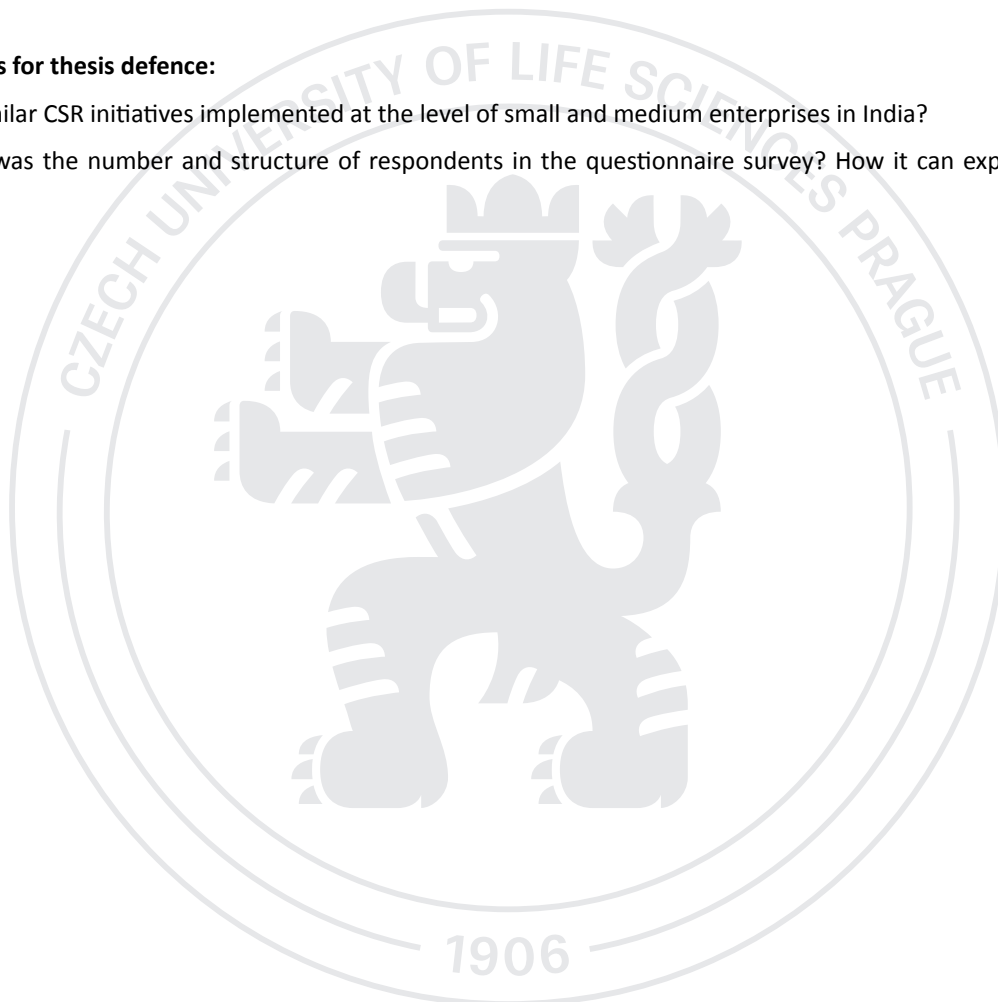 s for thesis defence:
CSR initiatives implemented at the level of small and medium enterprises in India?
was the number and structure of respondents in the questionnaire survey? How it can exp
CZECH UNIVERSITY OF LIFE SCIENCES PRAGUE
1906